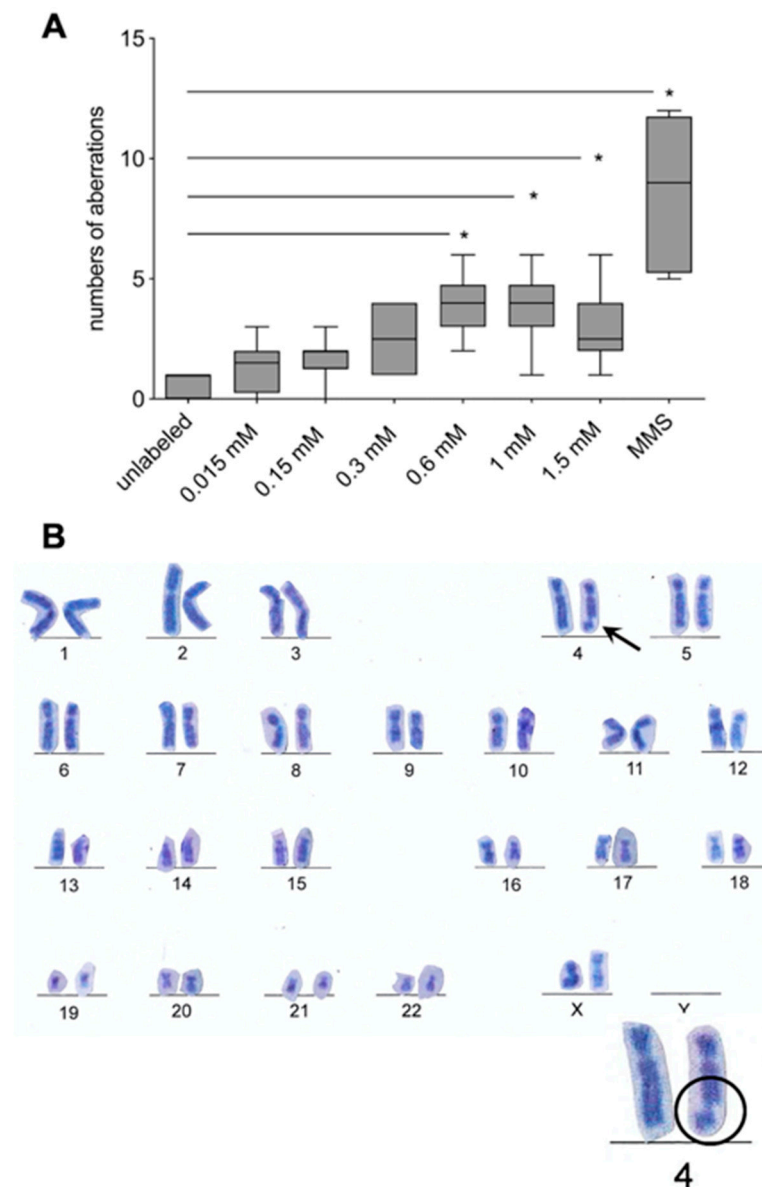 A
15
10
5
0
numbers of aberrations
*
*
*
*
unlabeled
0.015 mM
0.15 mM
0.3 mM
0.6 mM
1 mM
1.5 mM
MMS
B
1 2 3 4 5
6 7 8 9 10 11 12
13 14 15 16 17 18
19 20 21 22 X Y
4